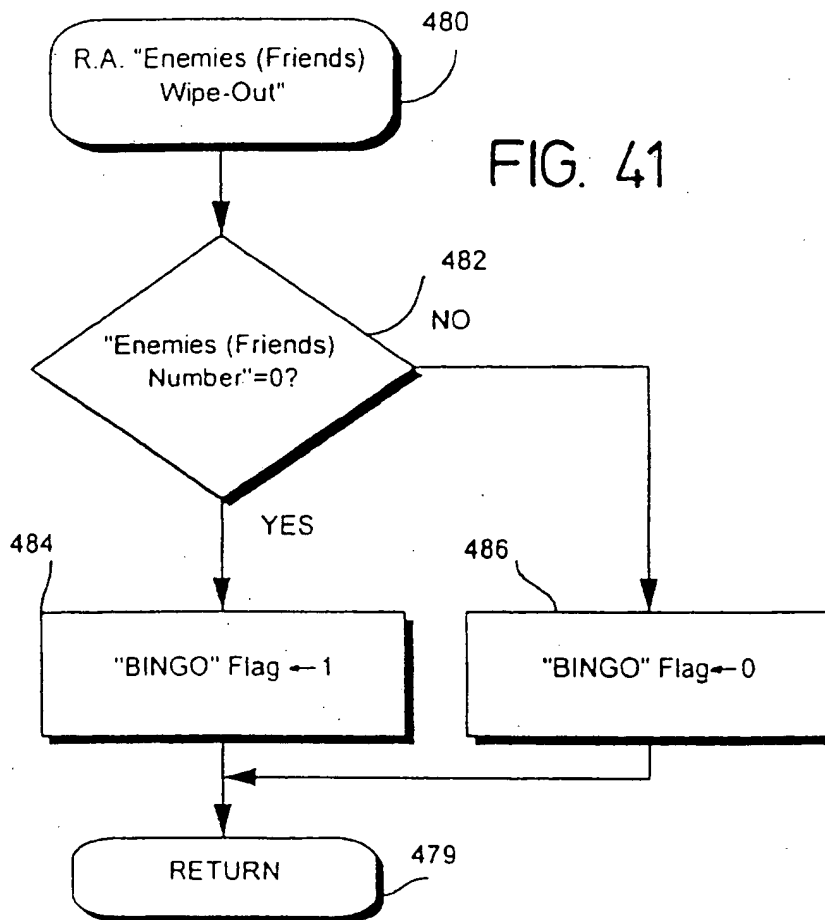 480
R.A. "Enemies (Friends)
Wipe-Out"
FIG. 41
482
NO
"Enemies (Friends)
Number"=0?
YES
484
486
"BINGO" Flag ←1
"BINGO" Flag←0
RETURN
479